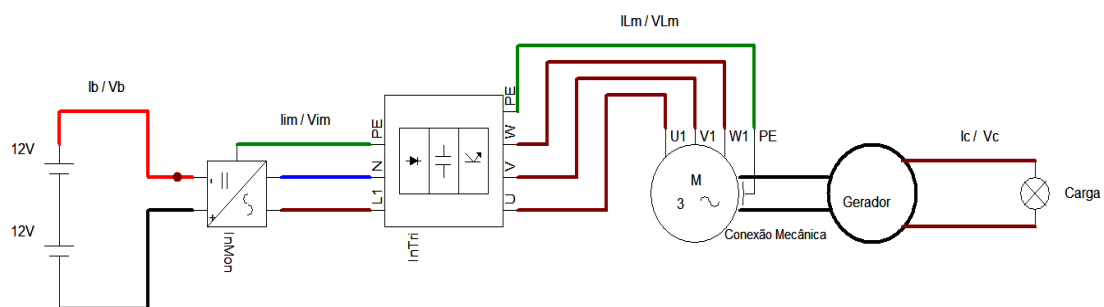 ILm / VLm
Ib / Vb
Iim / Vim
12V
12V
-
+
InMon
PE
N
L1
InTri
PE
W
V
U
U1 V1 W1 PE
M
3
Conexão Mecânica
Gerador
Ic / Vc
Carga